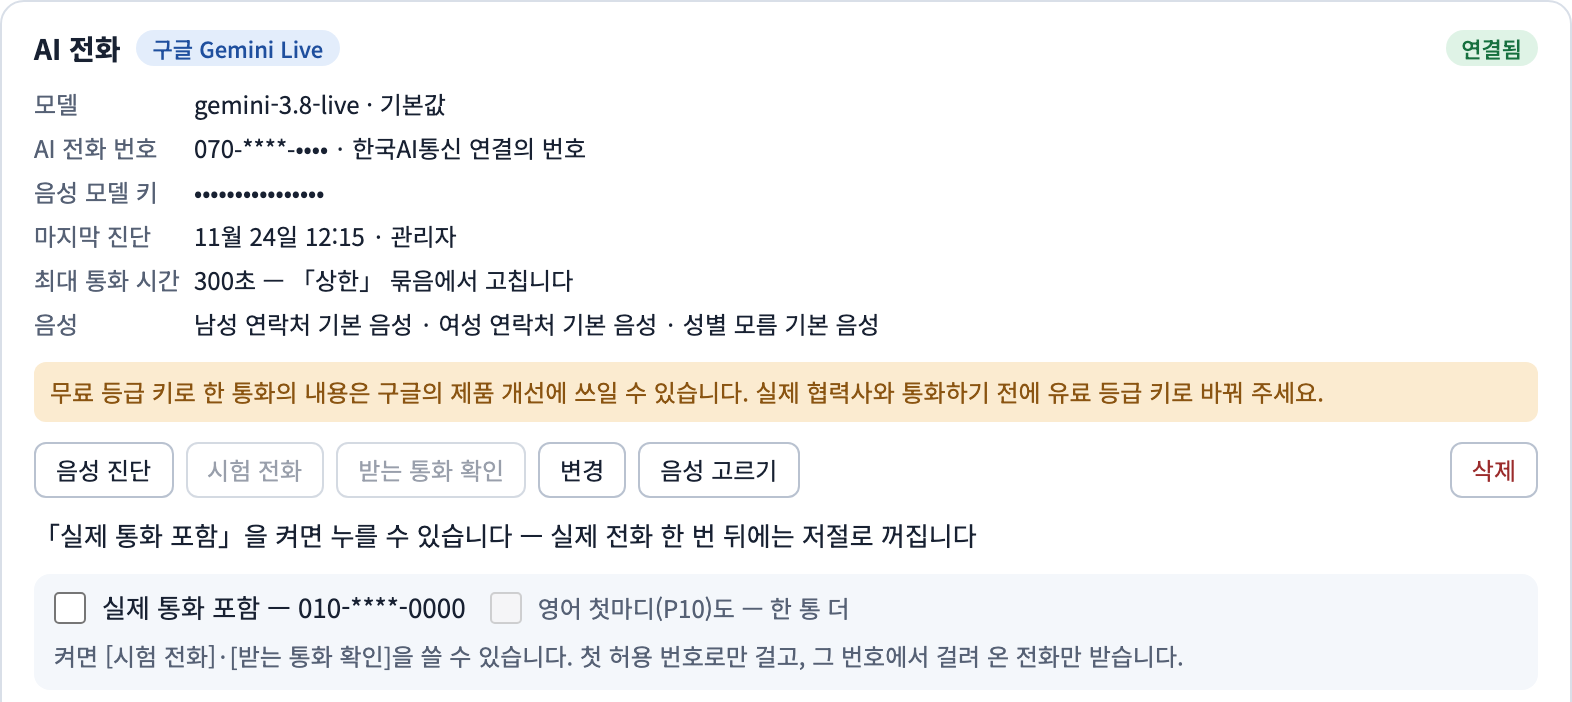 AI 전화 구글 Gemini Live 연결됨
모델 gemini-3.8-live · 기본값
AI 전화 번호 070-****-•••• · 한국AI통신 연결의 번호
음성 모델 키 ••••••••••••••••
마지막 진단 11월 24일 12:15 · 관리자
최대 통화 시간 300초 — 「상한」 묶음에서 고칩니다
음성 남성 연락처 기본 음성 · 여성 연락처 기본 음성 · 성별 모름 기본 음성
무료 등급 키로 한 통화의 내용은 구글의 제품 개선에 쓰일 수 있습니다. 실제 협력사와 통화하기 전에 유료 등급 키로 바꿔 주세요.
음성 진단 시험 전화 받는 통화 확인 변경 음성 고르기 삭제
「실제 통화 포함」을 켜면 누를 수 있습니다 — 실제 전화 한 번 뒤에는 저절로 꺼집니다
실제 통화 포함 — 010-****-0000 영어 첫마디(P10)도 — 한 통 더
켜면 [시험 전화]·[받는 통화 확인]을 쓸 수 있습니다. 첫 허용 번호로만 걸고, 그 번호에서 걸려 온 전화만 받습니다.